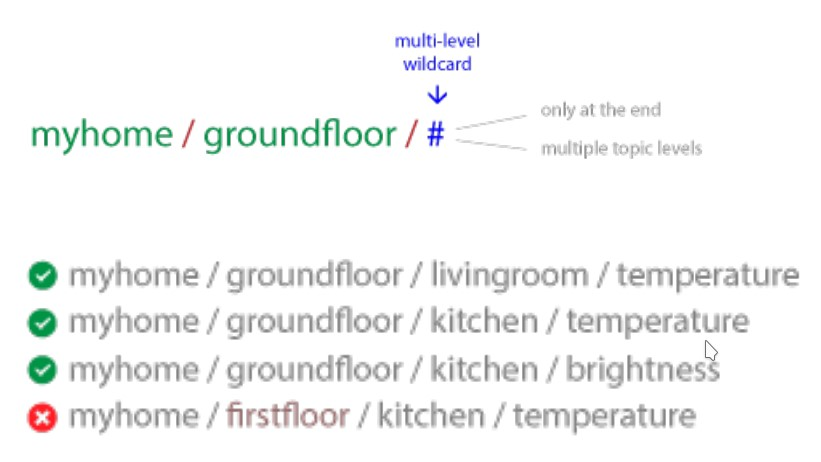 multi-level
wildcard
myhome / groundfloor / #
only at the end
multiple topic levels
myhome / groundfloor / livingroom / temperature
myhome / groundfloor / kitchen / temperature
myhome / groundfloor / kitchen / brightness
myhome / firstfloor / kitchen / temperature